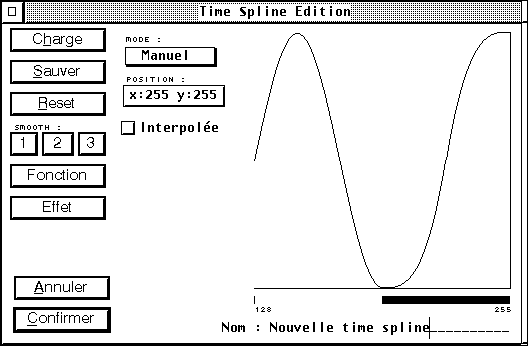 Time Spline Edition
Charge
Sauver
Reset
SMOOTH :
1 2 3
Fonction
Effet
Annuler
Confirmer
MODE :
Manuel
POSITION :
x:255 y:255
Interpolée
128 255
Nom : Nouvelle time spline__________